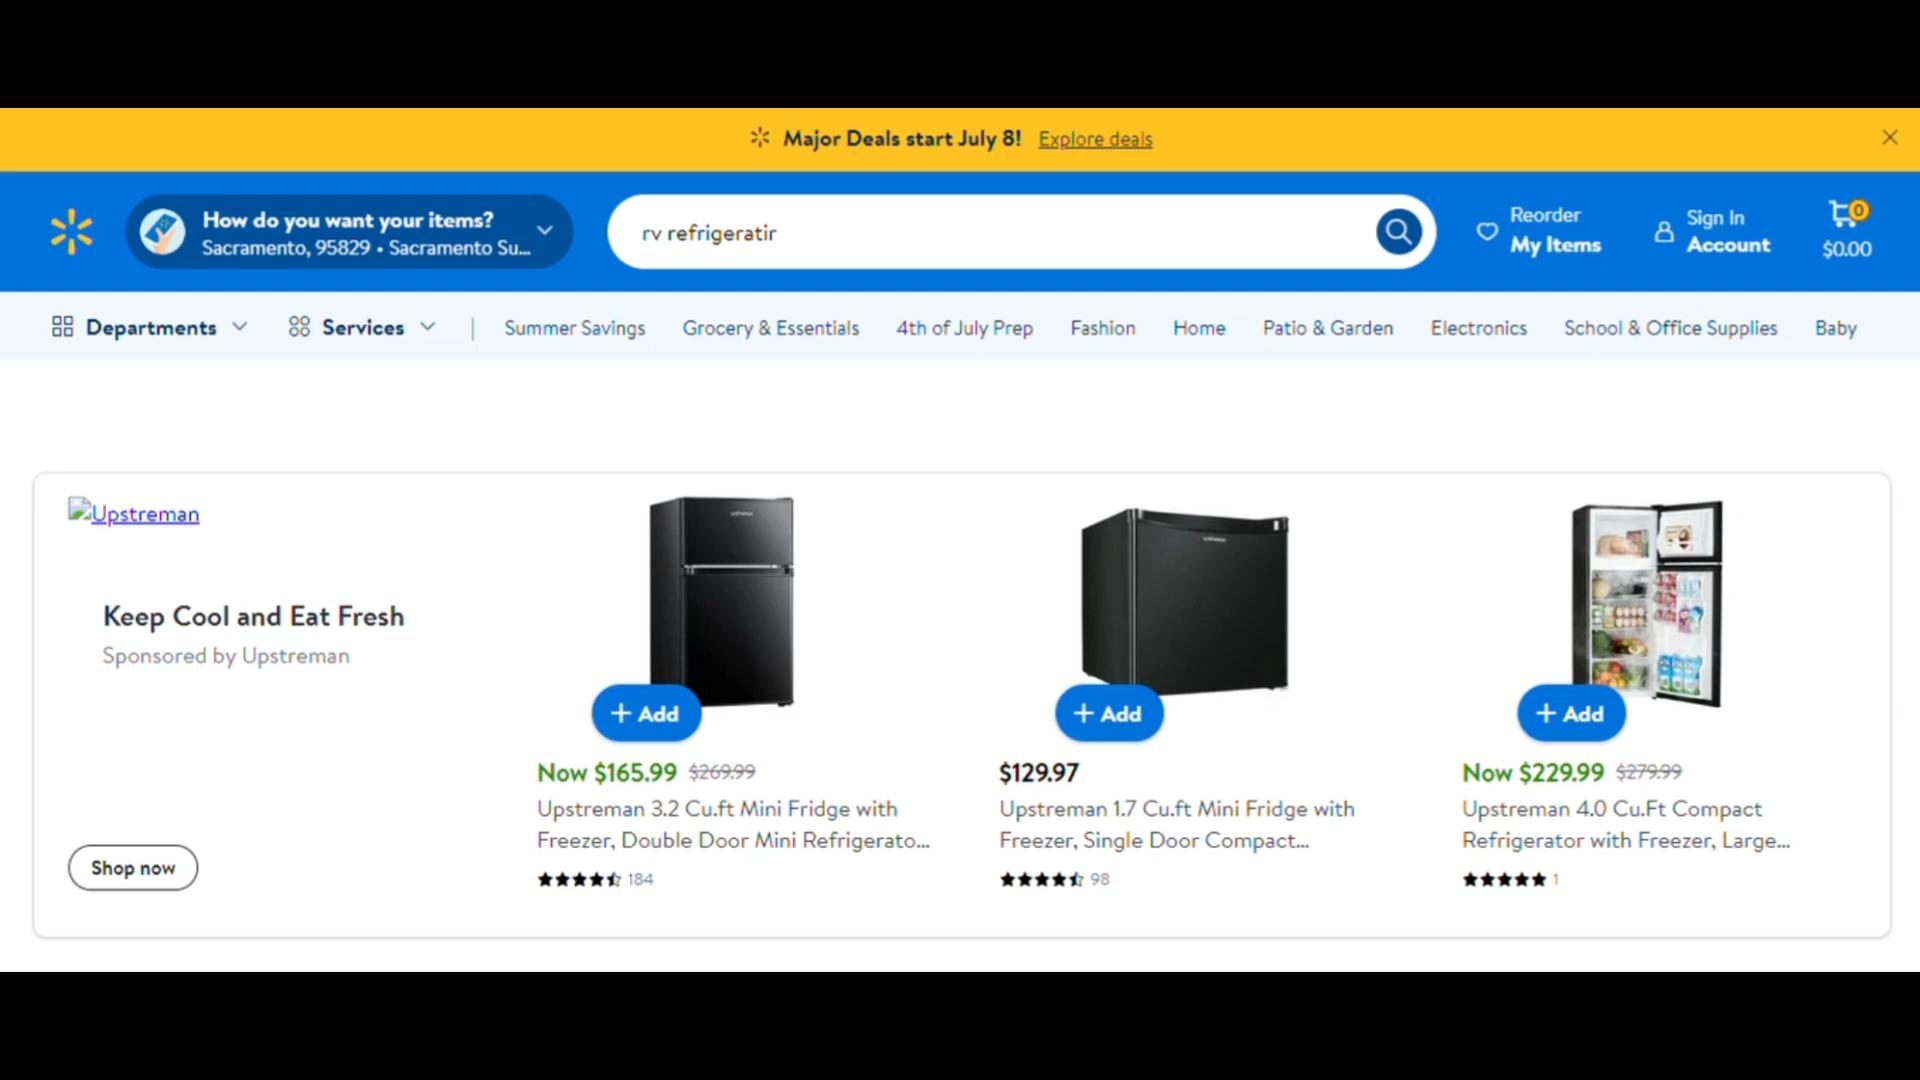 Major Deals start July 8! Explore deals
How do you want your items?
Sacramento, 95829 • Sacramento Su...
rv refrigeratir
Reorder
My Items
Sign In
Account
0
$0.00
Departments
Services
Summer Savings
Grocery & Essentials
4th of July Prep
Fashion
Home
Patio & Garden
Electronics
School & Office Supplies
Baby
Upstreman
Keep Cool and Eat Fresh
Sponsored by Upstreman
Shop now
+ Add
Now $165.99 $269.99
Upstreman 3.2 Cu.ft Mini Fridge with
Freezer, Double Door Mini Refrigerato...
184
+ Add
$129.97
Upstreman 1.7 Cu.ft Mini Fridge with
Freezer, Single Door Compact...
98
+ Add
Now $229.99 $279.99
Upstreman 4.0 Cu.Ft Compact
Refrigerator with Freezer, Large...
1